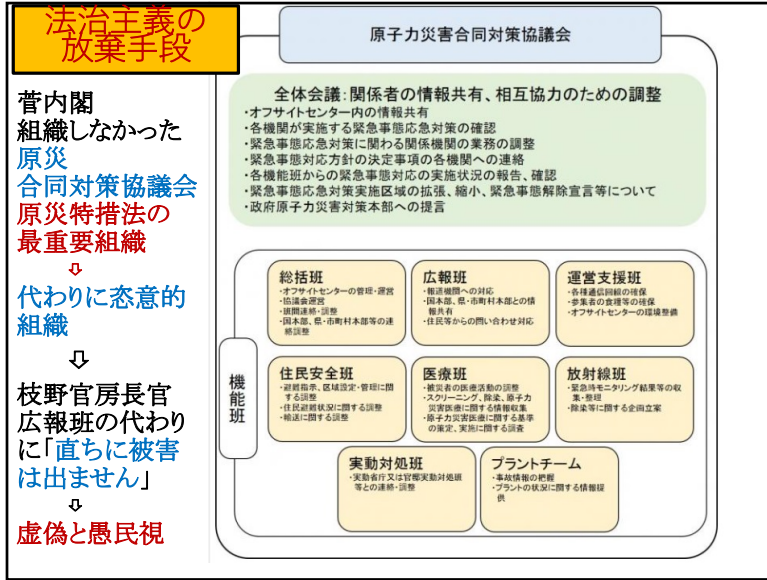 法治主義の
放棄手段
菅内閣
組織しなかった
原災
合同対策協議会
原災特措法の
最重要組織
⇩
代わりに恣意的
組織
⇩
枝野官房長官
広報班の代わり
に「直ちに被害
は出ません」
⇩
虚偽と愚民視
原子力災害合同対策協議会
全体会議:関係者の情報共有、相互協力のための調整
・オフサイトセンター内の情報共有
・各機関が実施する緊急事態応急対策の確認
・緊急事態応急対策に関わる関係機関の業務の調整
・緊急事態対応方針の決定事項の各機関への連絡
・各機能班からの緊急事態対応の実施状況の報告、確認
・緊急事態応急対策実施区域の拡張、縮小、緊急事態解除宣言等について
・政府原子力災害対策本部への提言
機能班
総括班
・オフサイトセンターの管理・運営
・協議会運営
・班間連絡・調整
・国本部、県・市町村本部等の連
絡調整
広報班
・報道機関への対応
・国本部、県・市町村本部との情
報共有
・住民等からの問い合わせ対応
運営支援班
・各種通信回線の確保
・参集者の食糧等の確保
・オフサイトセンターの環境整備
住民安全班
・避難指示、区域設定・管理に関
する調整
・住民避難状況に関する調整
・輸送に関する調整
医療班
・被災者の医療活動の調整
・スクリーニング、除染、原子力
災害医療に関する情報収集
・原子力災害医療に関する基準
の策定、実施に関する調査
放射線班
・緊急時モニタリング結果等の収
集・整理
・除染等に関する企画立案
実動対処班
・実動省庁又は官邸実動対処班
等との連絡・調整
プラントチーム
・事故情報の把握
・プラントの状況に関する情報提
供